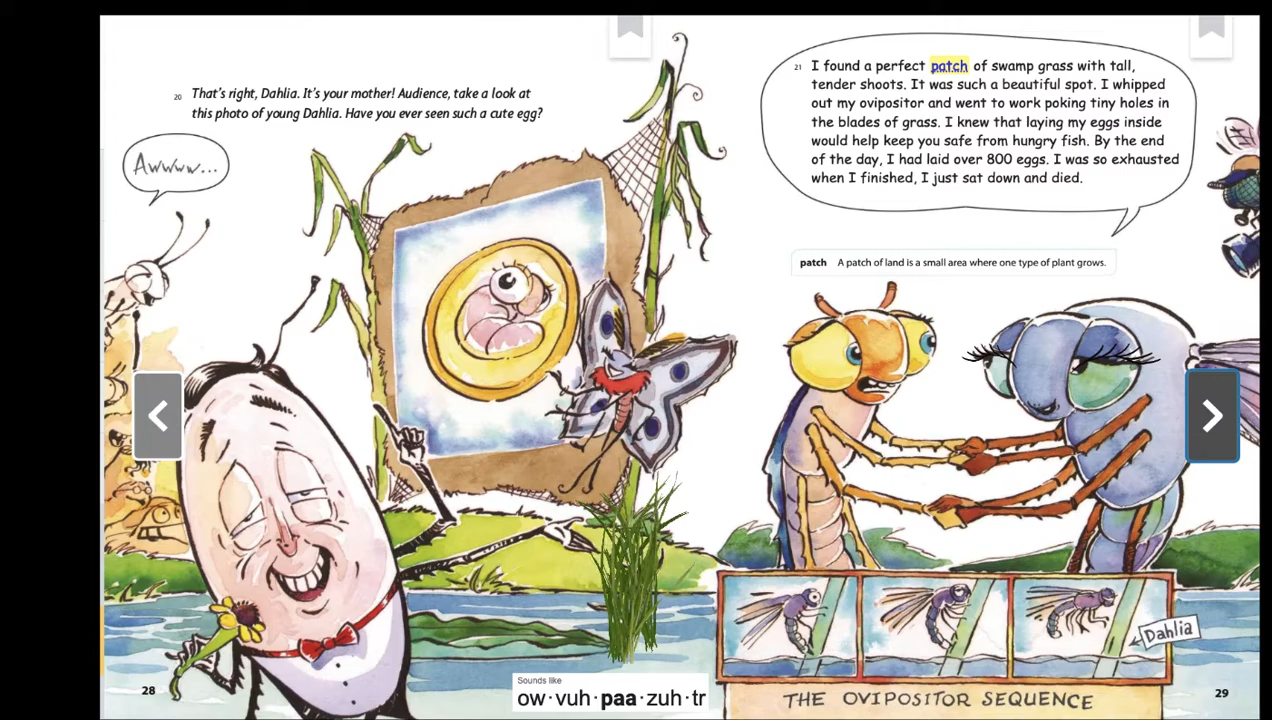 20 That's right, Dahlia. It's your mother! Audience, take a look at
this photo of young Dahlia. Have you ever seen such a cute egg?
Awwww...
28
Sounds like
ow·vuh·paa·zuh·tr
21 I found a perfect patch of swamp grass with tall,
tender shoots. It was such a beautiful spot. I whipped
out my ovipositor and went to work poking tiny holes in
the blades of grass. I knew that laying my eggs inside
would help keep you safe from hungry fish. By the end
of the day, I had laid over 800 eggs. I was so exhausted
when I finished, I just sat down and died.
patch A patch of land is a small area where one type of plant grows.
Dahlia
THE OVIPOSITOR SEQUENCE
29